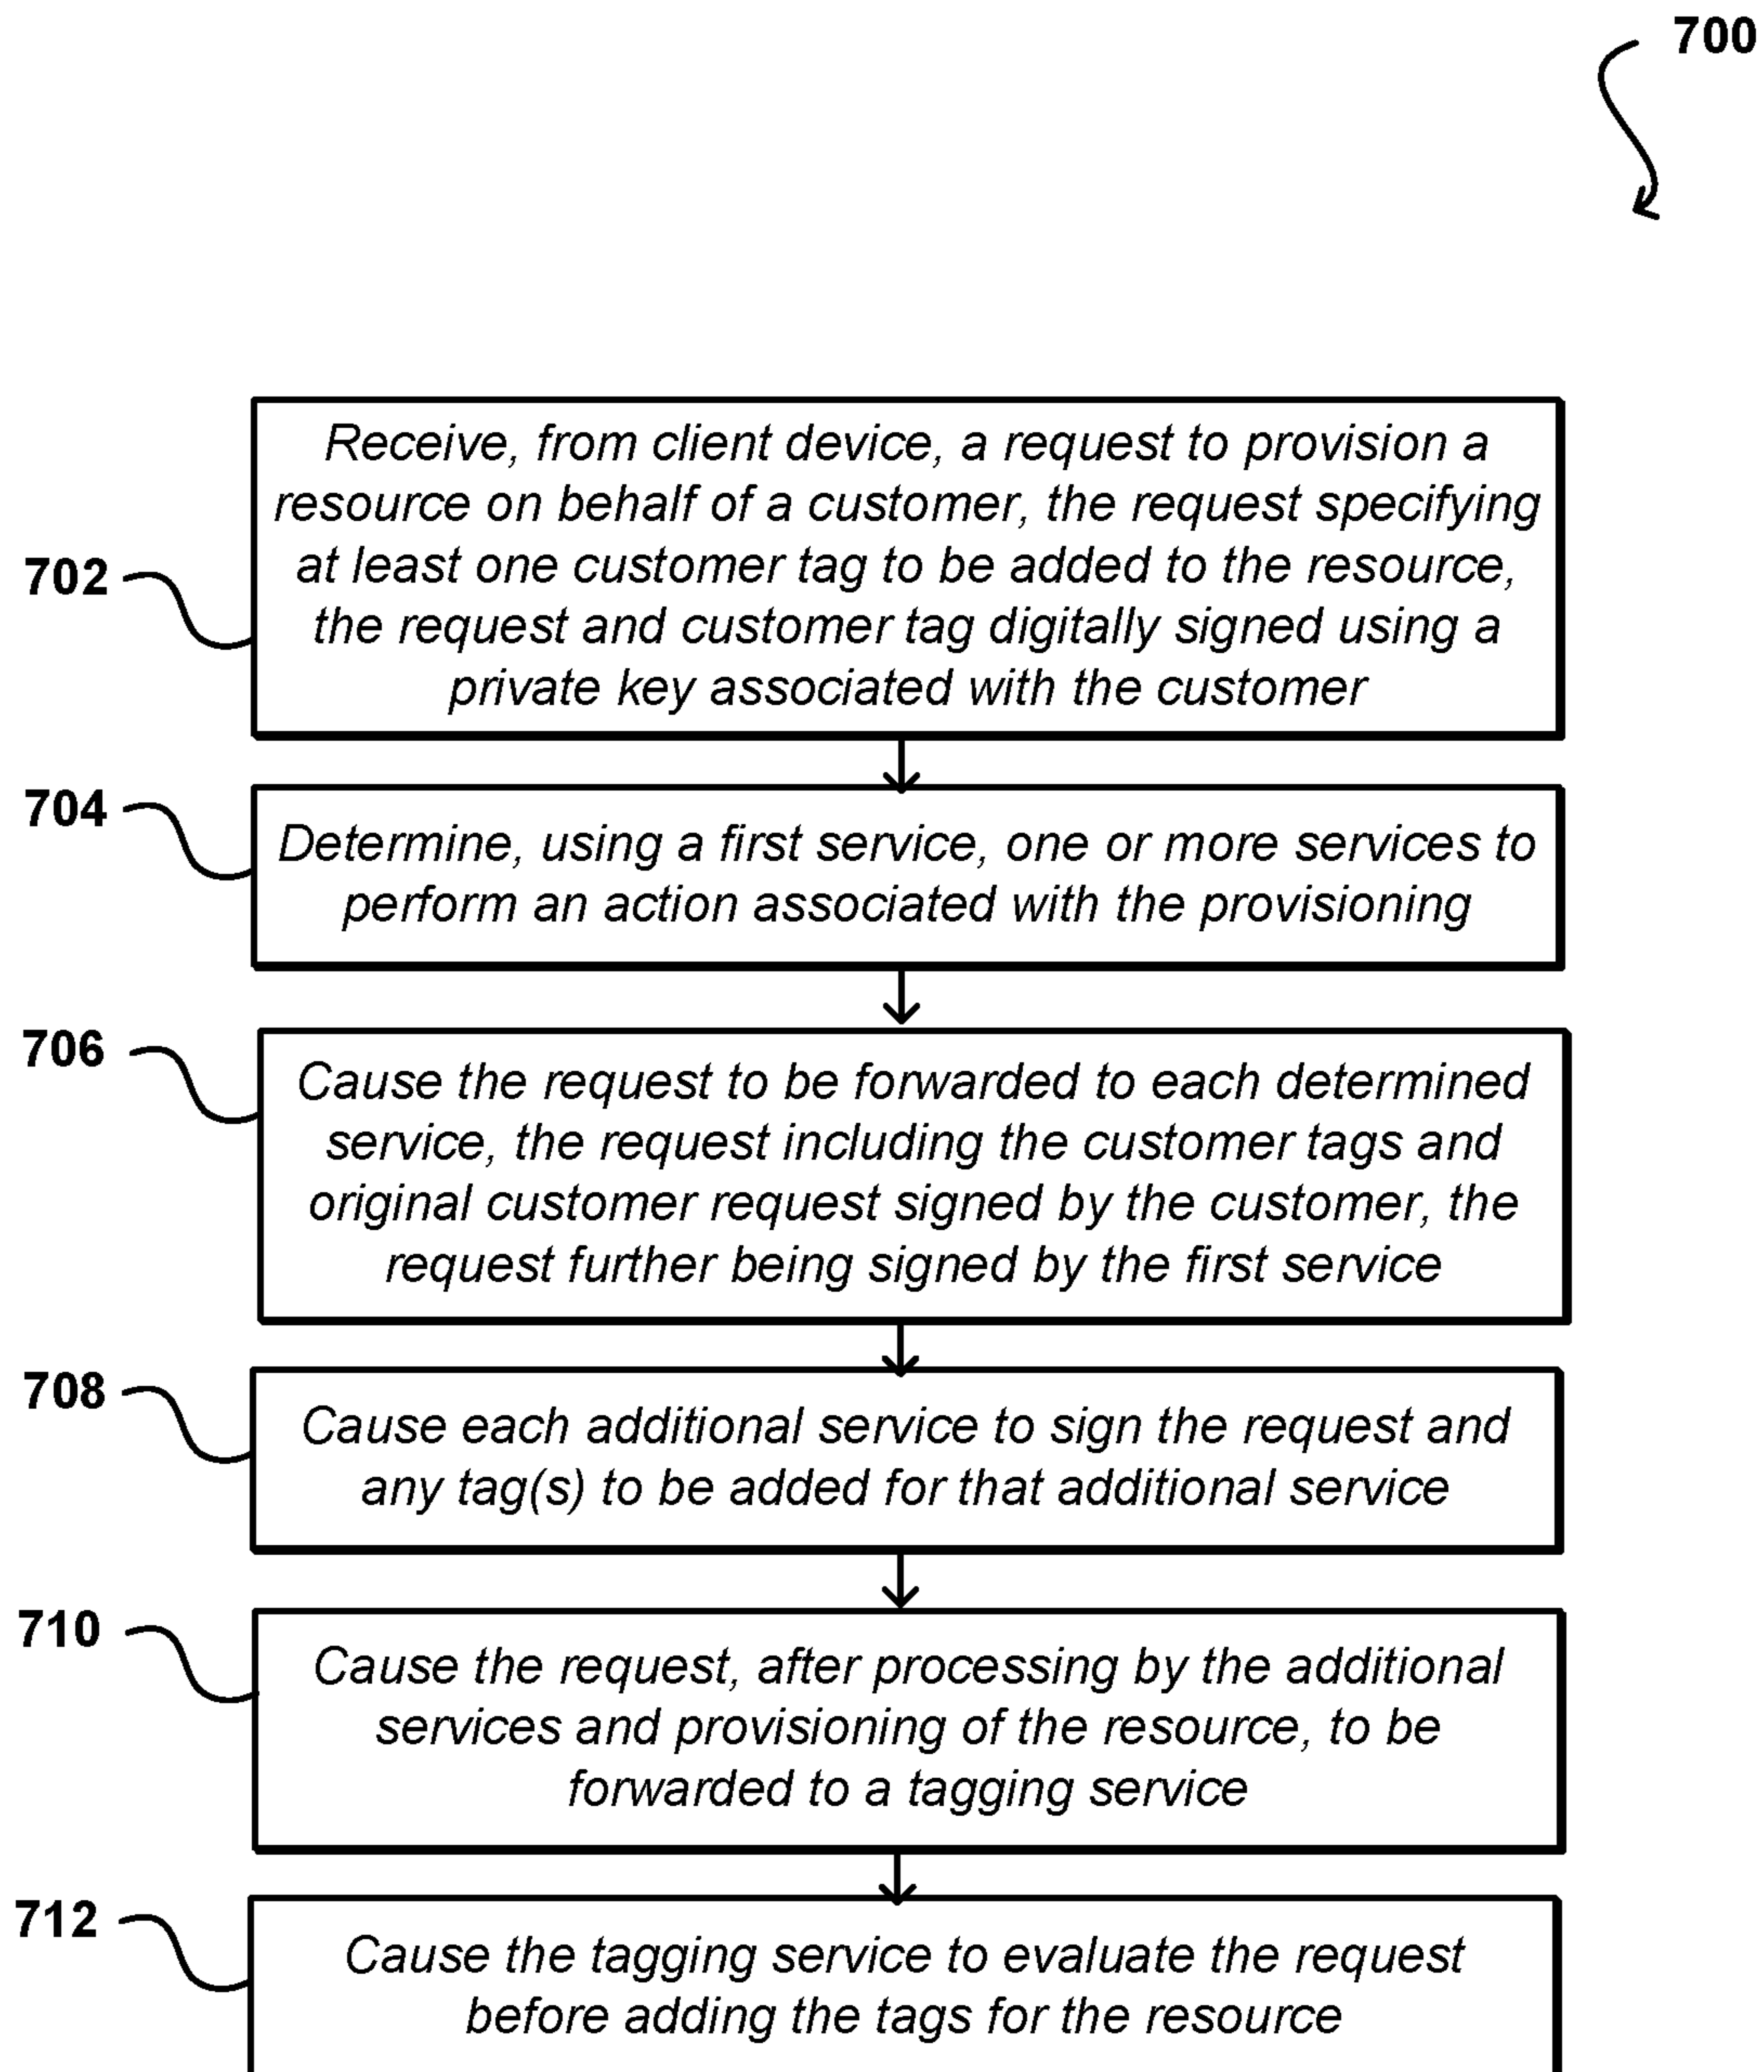 700
Receive, from client device, a request to provision a
resource on behalf of a customer, the request specifying
at least one customer tag to be added to the resource,
the request and customer tag digitally signed using a
private key associated with the customer
702
704
Determine, using a first service, one or more services to
perform an action associated with the provisioning
706
Cause the request to be forwarded to each determined
service, the request including the customer tags and
original customer request signed by the customer, the
request further being signed by the first service
708
Cause each additional service to sign the request and
any tag(s) to be added for that additional service
710
Cause the request, after processing by the additional
services and provisioning of the resource, to be
forwarded to a tagging service
712
Cause the tagging service to evaluate the request
before adding the tags for the resource